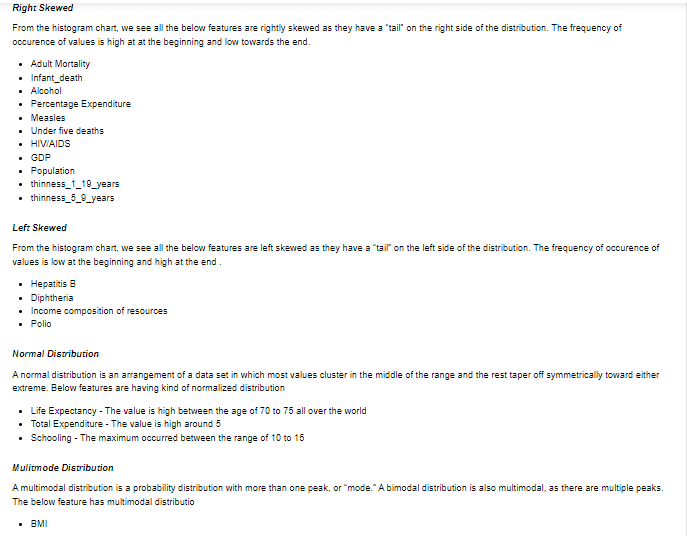 Right Skewed
From the histogram chart, we see all the below features are rightly skewed as they have a "tail" on the right side of the distribution. The frequency of
occurence of values is high at at the beginning and low towards the end.
• Adult Mortality
• Infant_death
• Alcohol
• Percentage Expenditure
• Measles
• Under five deaths
• HIV/AIDS
• GDP
• Population
• thinness_1_19_years
• thinness_5_9_years
Left Skewed
From the histogram chart, we see all the below features are left skewed as they have a "tail" on the left side of the distribution. The frequency of occurence of
values is low at the beginning and high at the end .
• Hepatitis B
• Diphtheria
• Income composition of resources
• Polio
Normal Distribution
A normal distribution is an arrangement of a data set in which most values cluster in the middle of the range and the rest taper off symmetrically toward either
extreme. Below features are having kind of normalized distribution
• Life Expectancy - The value is high between the age of 70 to 75 all over the world
• Total Expenditure - The value is high around 5
• Schooling - The maximum occurred between the range of 10 to 15
Mulitmode Distribution
A multimodal distribution is a probability distribution with more than one peak, or "mode." A bimodal distribution is also multimodal, as there are multiple peaks.
The below feature has multimodal distributio
• BMI